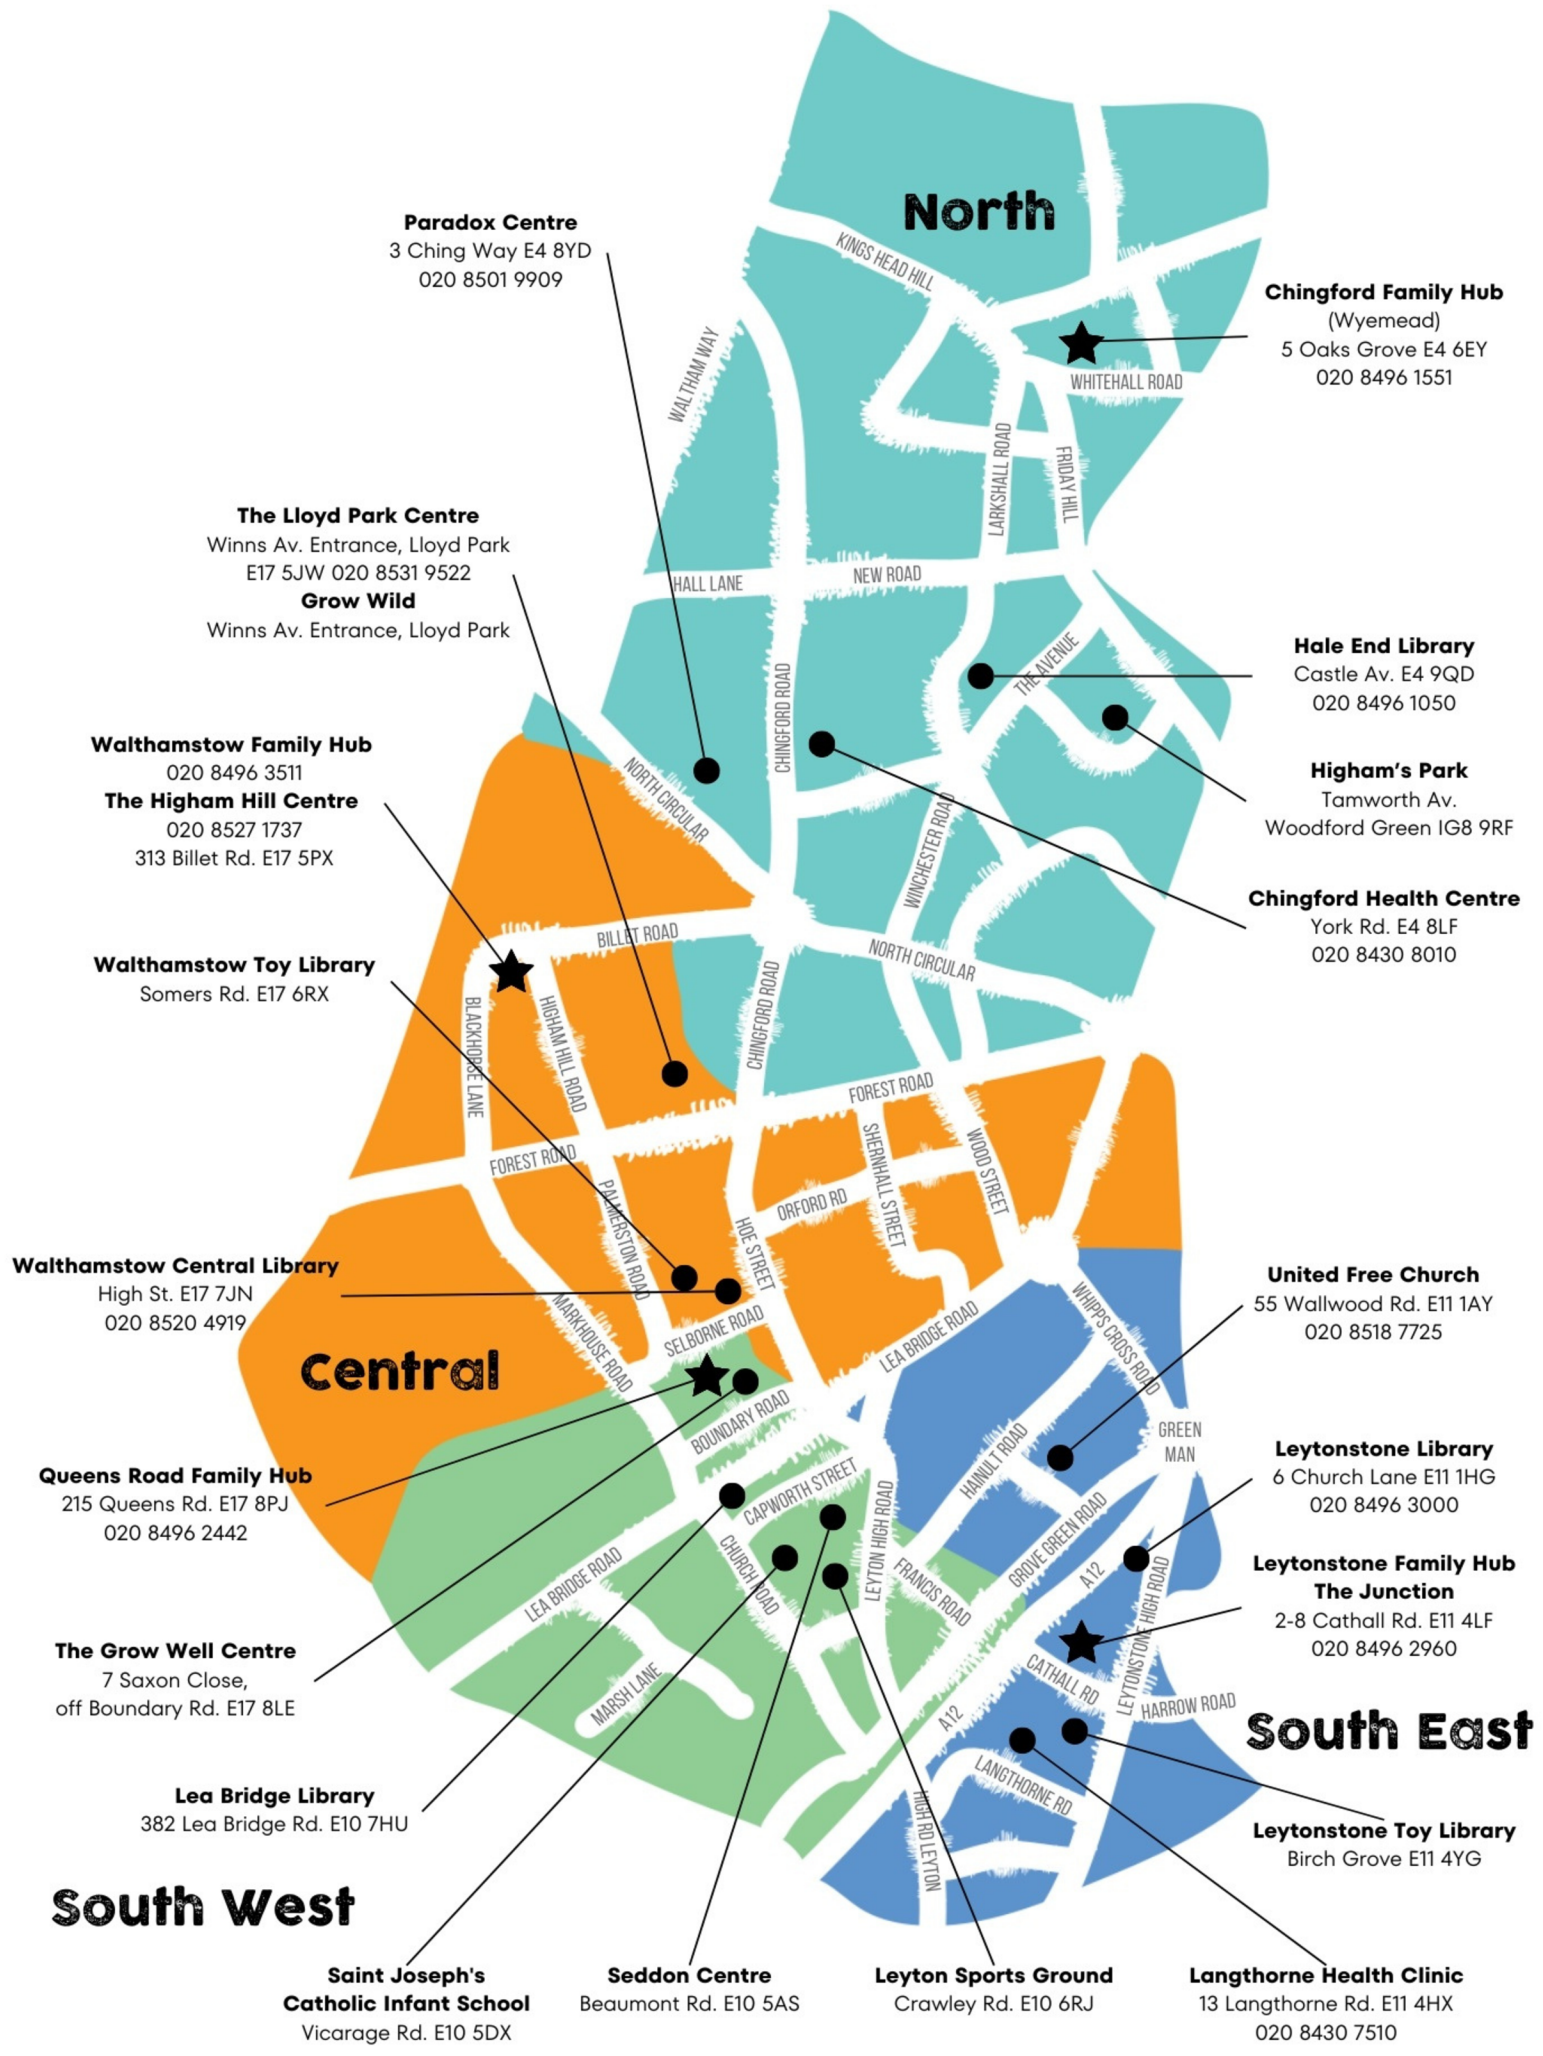 North
Paradox Centre
3 Ching Way E4 8YD
020 8501 9909
KINGS HEAD HILL
Chingford Family Hub
(Wyemead)
5 Oaks Grove E4 6EY
020 8496 1551
WALTHAM WAY
WHITEHALL ROAD
LARKSHALL ROAD
FRIDAY HILL
The Lloyd Park Centre
Winns Av. Entrance, Lloyd Park
E17 5JW 020 8531 9522
Grow Wild
Winns Av. Entrance, Lloyd Park
HALL LANE
NEW ROAD
Hale End Library
Castle Av. E4 9QD
020 8496 1050
THE AVENUE
CHINGFORD ROAD
Walthamstow Family Hub
020 8496 3511
The Higham Hill Centre
020 8527 1737
313 Billet Rd. E17 5PX
NORTH CIRCULAR
Higham's Park
Tamworth Av.
Woodford Green IG8 9RF
WINCHESTER ROAD
Chingford Health Centre
York Rd. E4 8LF
020 8430 8010
BILLET ROAD
NORTH CIRCULAR
Walthamstow Toy Library
Somers Rd. E17 6RX
BLACKHORSE LANE
HIGHAM HILL ROAD
CHINGFORD ROAD
FOREST ROAD
FOREST ROAD
SHERNHALL STREET
WOOD STREET
PALMERSTON ROAD
ORFORD RD
HOE STREET
Walthamstow Central Library
High St. E17 7JN
020 8520 4919
MARKHOUSE ROAD
SELBORNE ROAD
LEA BRIDGE ROAD
WHIPPS CROSS ROAD
United Free Church
55 Wallwood Rd. E11 1AY
020 8518 7725
Central
BOUNDARY ROAD
GREEN
MAN
HAINULT ROAD
Queens Road Family Hub
215 Queens Rd. E17 8PJ
020 8496 2442
CAPWORTH STREET
LEYTON HIGH ROAD
GROVE GREEN ROAD
Leytonstone Library
6 Church Lane E11 1HG
020 8496 3000
CHURCH ROAD
LEA BRIDGE ROAD
FRANCIS ROAD
A12
LEYTONSTONE HIGH ROAD
Leytonstone Family Hub
The Junction
2-8 Cathall Rd. E11 4LF
020 8496 2960
The Grow Well Centre
7 Saxon Close,
off Boundary Rd. E17 8LE
MARSH LANE
CATHALL RD
HARROW ROAD
A12
South East
Lea Bridge Library
382 Lea Bridge Rd. E10 7HU
LANGTHORNE RD
HIGH RD LEYTON
Leytonstone Toy Library
Birch Grove E11 4YG
South West
Saint Joseph's
Catholic Infant School
Vicarage Rd. E10 5DX
Seddon Centre
Beaumont Rd. E10 5AS
Leyton Sports Ground
Crawley Rd. E10 6RJ
Langthorne Health Clinic
13 Langthorne Rd. E11 4HX
020 8430 7510